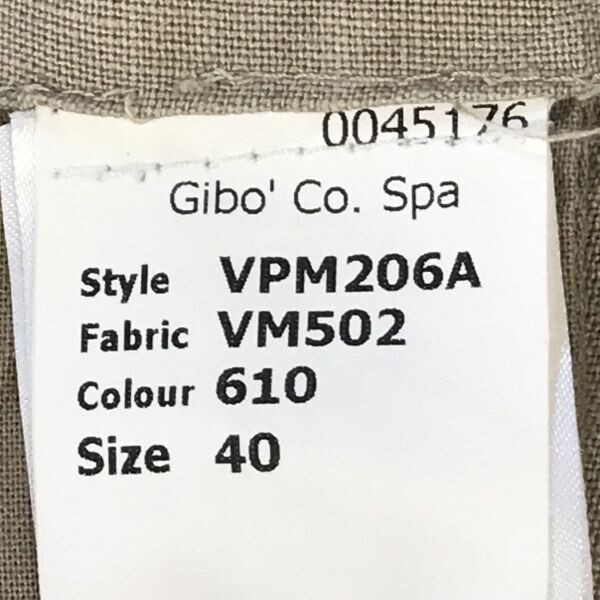 0045176
Gibo' Co. Spa
Style VPM206A
Fabric VM502
Colour 610
Size 40